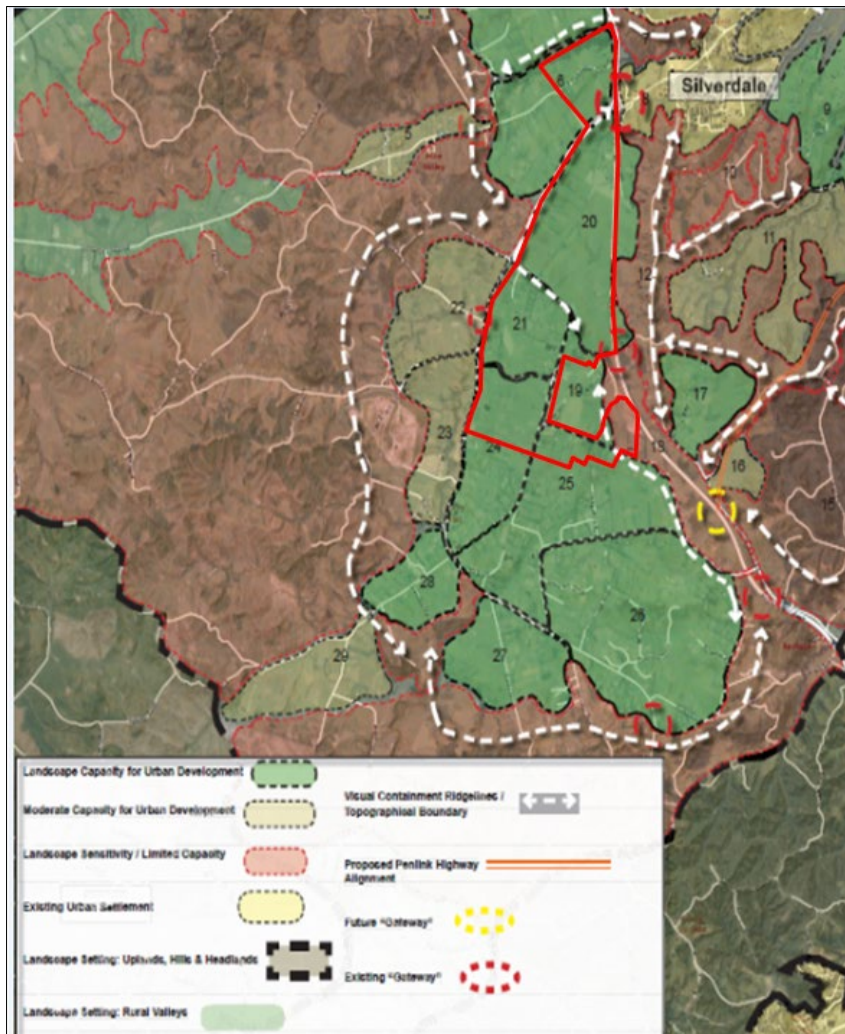 Silverdale
6
8
9
5
10
20
11
12
22
21
19
17
23
24
13
16
25
15
28
26
27
29
Landscape Capacity for Urban Development
Moderate Capacity for Urban Development
Visual Containment Ridgelines /
Topographical Boundary
Landscape Sensitivity / Limited Capacity
Proposed Penlink Highway
Alignment
Existing Urban Settlement
Future "Gateway"
Landscape Setting: Uplands, Hills & Headlands
Existing "Gateway"
Landscape Setting: Rural Valleys